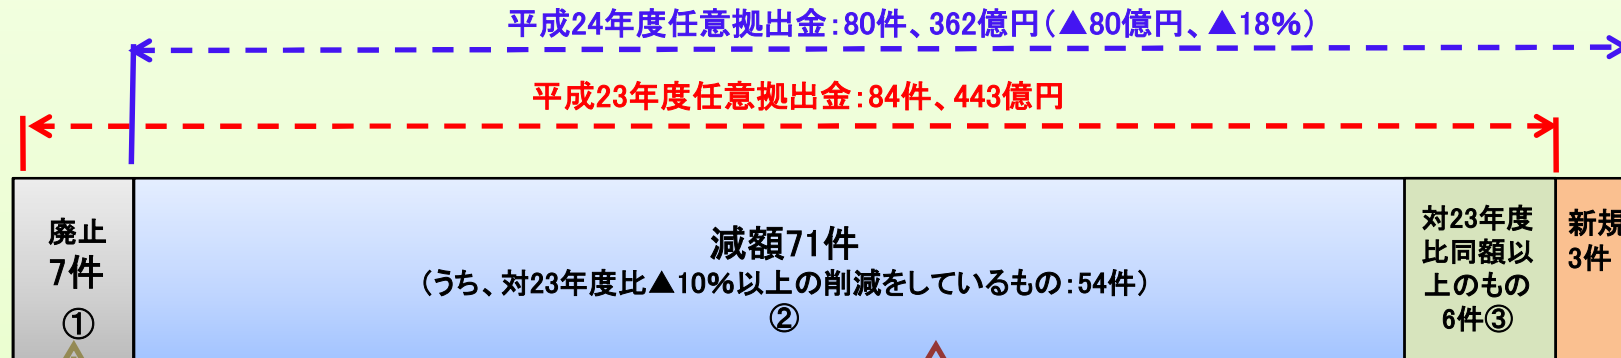 平成24年度任意拠出金：80件、362億円（▲80億円、▲18%）
平成23年度任意拠出金：84件、443億円
廃止
7件
①
減額71件
（うち、対23年度比▲10%以上の削減をしているもの：54件）
②
対23年度
比同額以
上のもの
6件③
新規
3件